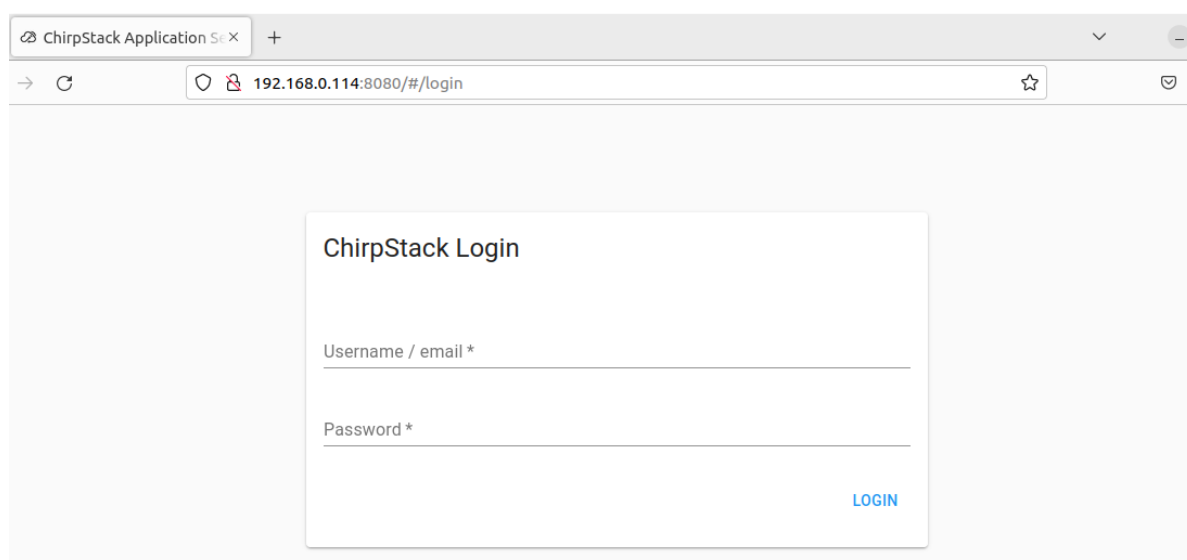 ChirpStack Application Se
192.168.0.114:8080/#/login
ChirpStack Login
Username / email *
Password *
LOGIN